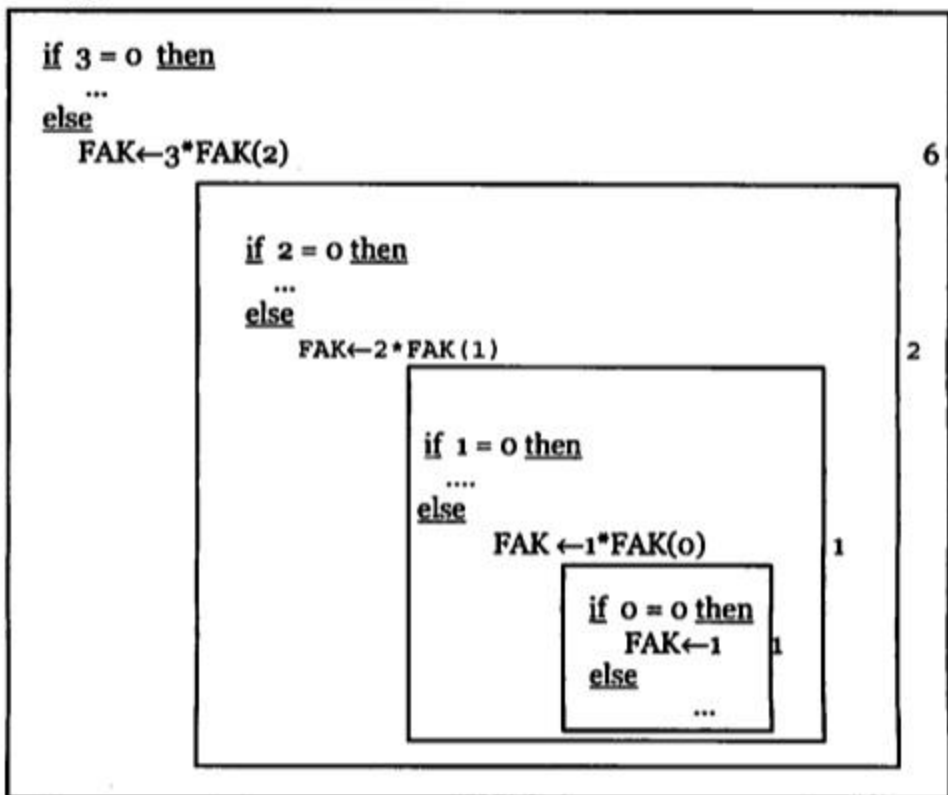 if 3 = 0 then
...
else
FAK←3*FAK(2)
6
if 2 = 0 then
...
else
FAK←2*FAK(1)
2
if 1 = 0 then
....
else
FAK ←1*FAK(0)
1
if 0 = 0 then
FAK←1
1
else
...